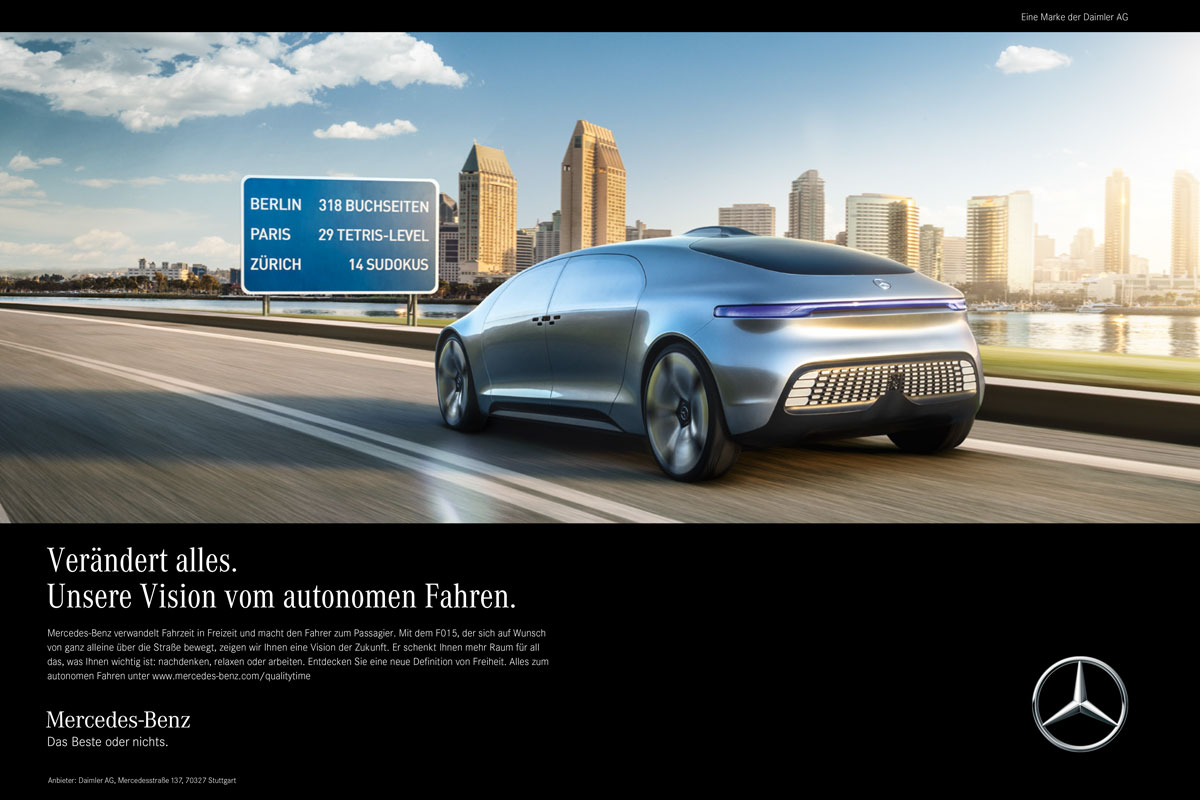 Eine Marke der Daimler AG
BERLIN 318 BUCHSEITEN
PARIS 29 TETRIS-LEVEL
ZÜRICH 14 SUDOKUS
Verändert alles.
Unsere Vision vom autonomen Fahren.
Mercedes-Benz verwandelt Fahrzeit in Freizeit und macht den Fahrer zum Passagier. Mit dem F015, der sich auf Wunsch
von ganz alleine über die Straße bewegt, zeigen wir Ihnen eine Vision der Zukunft. Er schenkt Ihnen mehr Raum für all
das, was Ihnen wichtig ist: nachdenken, relaxen oder arbeiten. Entdecken Sie eine neue Definition von Freiheit. Alles zum
autonomen Fahren unter www.mercedes-benz.com/qualitytime
Mercedes-Benz
Das Beste oder nichts.
Anbieter: Daimler AG, Mercedesstraße 137, 70327 Stuttgart